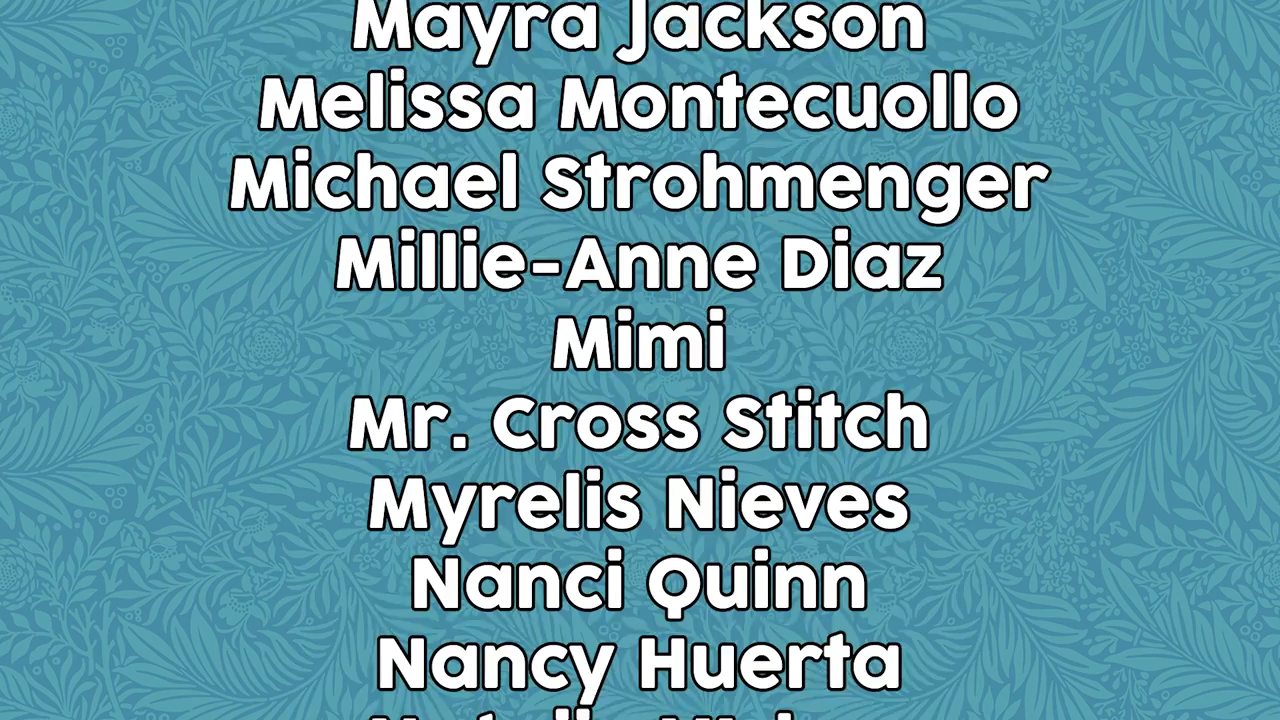 Mayra Jackson
Melissa Montecuollo
Michael Strohmenger
Millie-Anne Diaz
Mimi
Mr. Cross Stitch
Myrelis Nieves
Nanci Quinn
Nancy Huerta